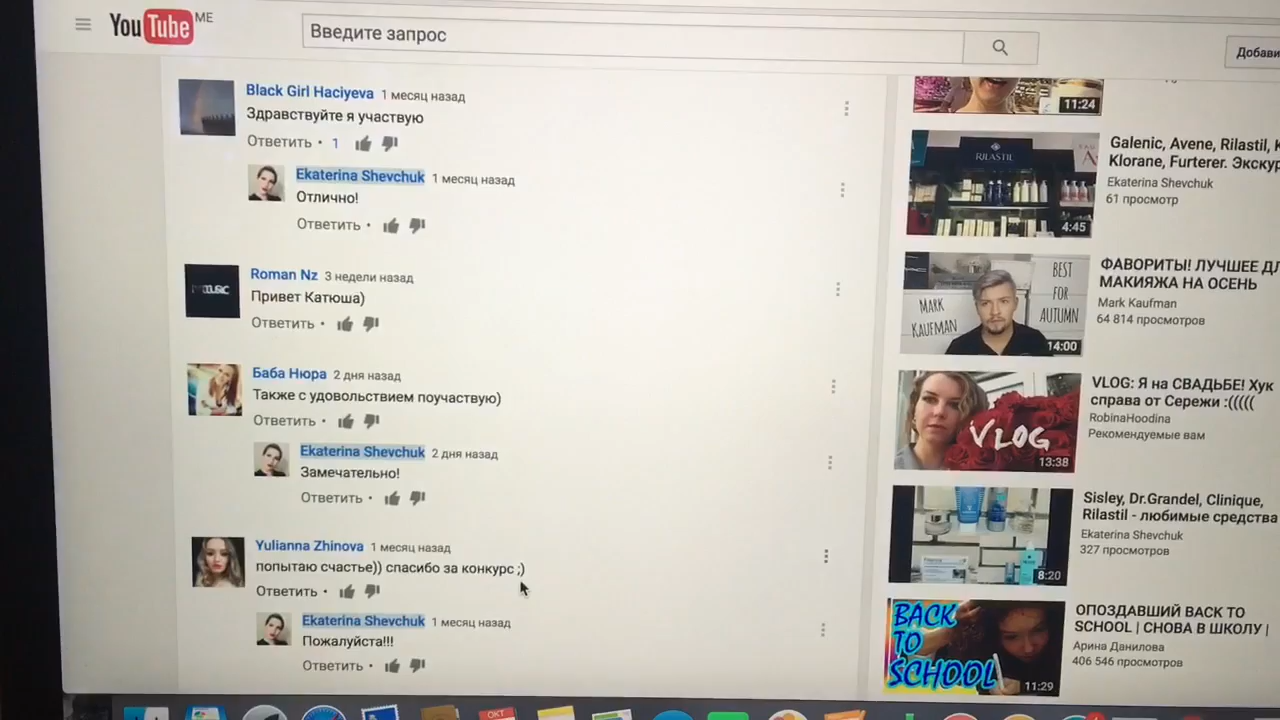 YouTube ME
Введите запрос
Добави
Black Girl Haciyeva 1 месяц назад
Здравствуйте я участвую
Ответить • 1
Ekaterina Shevchuk 1 месяц назад
Отлично!
Ответить •
Roman Nz 3 недели назад
Привет Катюша)
Ответить •
Баба Нюра 2 дня назад
Также с удовольствием поучаствую)
Ответить •
Ekaterina Shevchuk 2 дня назад
Замечательно!
Ответить •
Yulianna Zhinova 1 месяц назад
попытаю счастье)) спасибо за конкурс ;)
Ответить •
Ekaterina Shevchuk 1 месяц назад
Пожалуйста!!!
Ответить •
11:24
RILASTIL
4:45
Galenic, Avene, Rilastil, K
Klorane, Furterer. Экскур
Ekaterina Shevchuk
61 просмотр
MARK
KAUFMAN
BEST
FOR
AUTUMN
14:00
ФАВОРИТЫ! ЛУЧШЕЕ ДЛ
МАКИЯЖА НА ОСЕНЬ
Mark Kaufman
64 814 просмотров
VLOG
13:38
VLOG: Я на СВАДЬБЕ! Хук
справа от Сережи :(((((
RobinaHoodina
Рекомендуемые вам
8:20
Sisley, Dr.Grandel, Clinique,
Rilastil - любимые средства
Ekaterina Shevchuk
327 просмотров
BACK
TO
SCHOOL
11:29
ОПОЗДАВШИЙ BACK TO
SCHOOL | СНОВА В ШКОЛУ |
Арина Данилова
406 546 просмотров
ОКТ